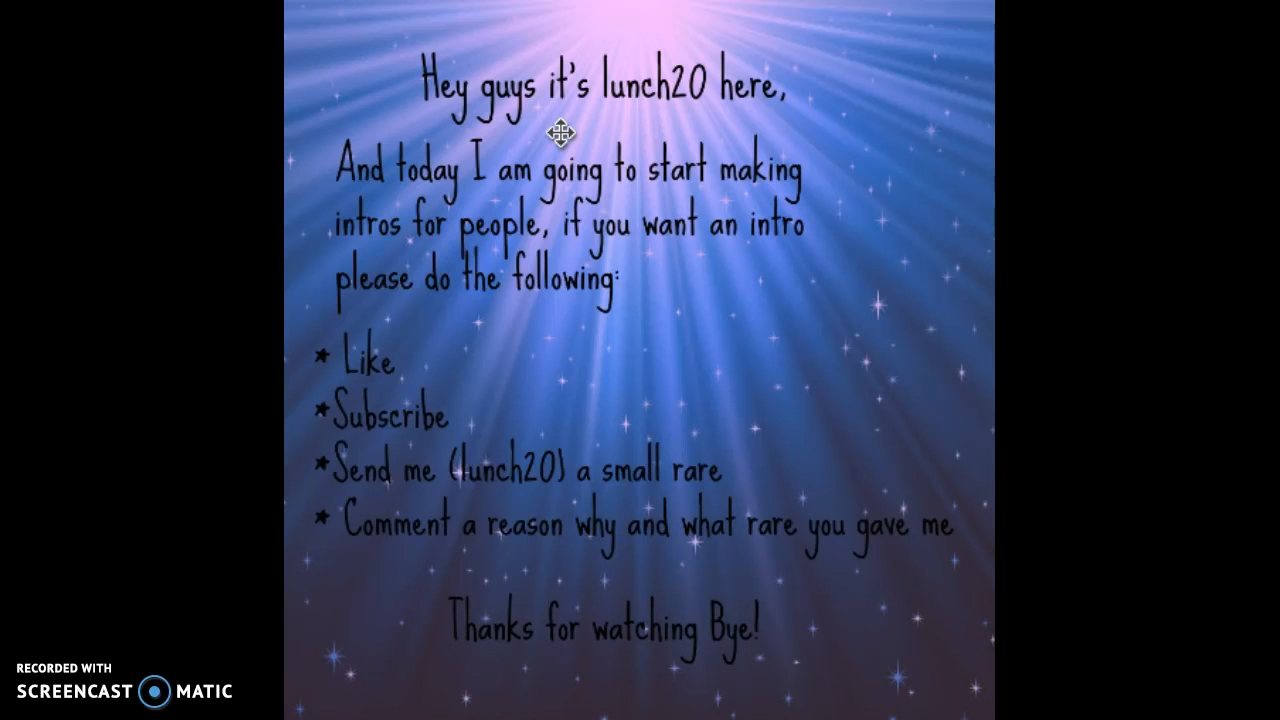 Hey guys it's lunch20 here,
And today I am going to start making
intros for people, if you want an intro
please do the following:
* Like
*Subscribe
*Send me (lunch20) a small rare
* Comment a reason why and what rare you gave me
Thanks for watching Bye!
RECORDED WITH
SCREENCAST MATIC